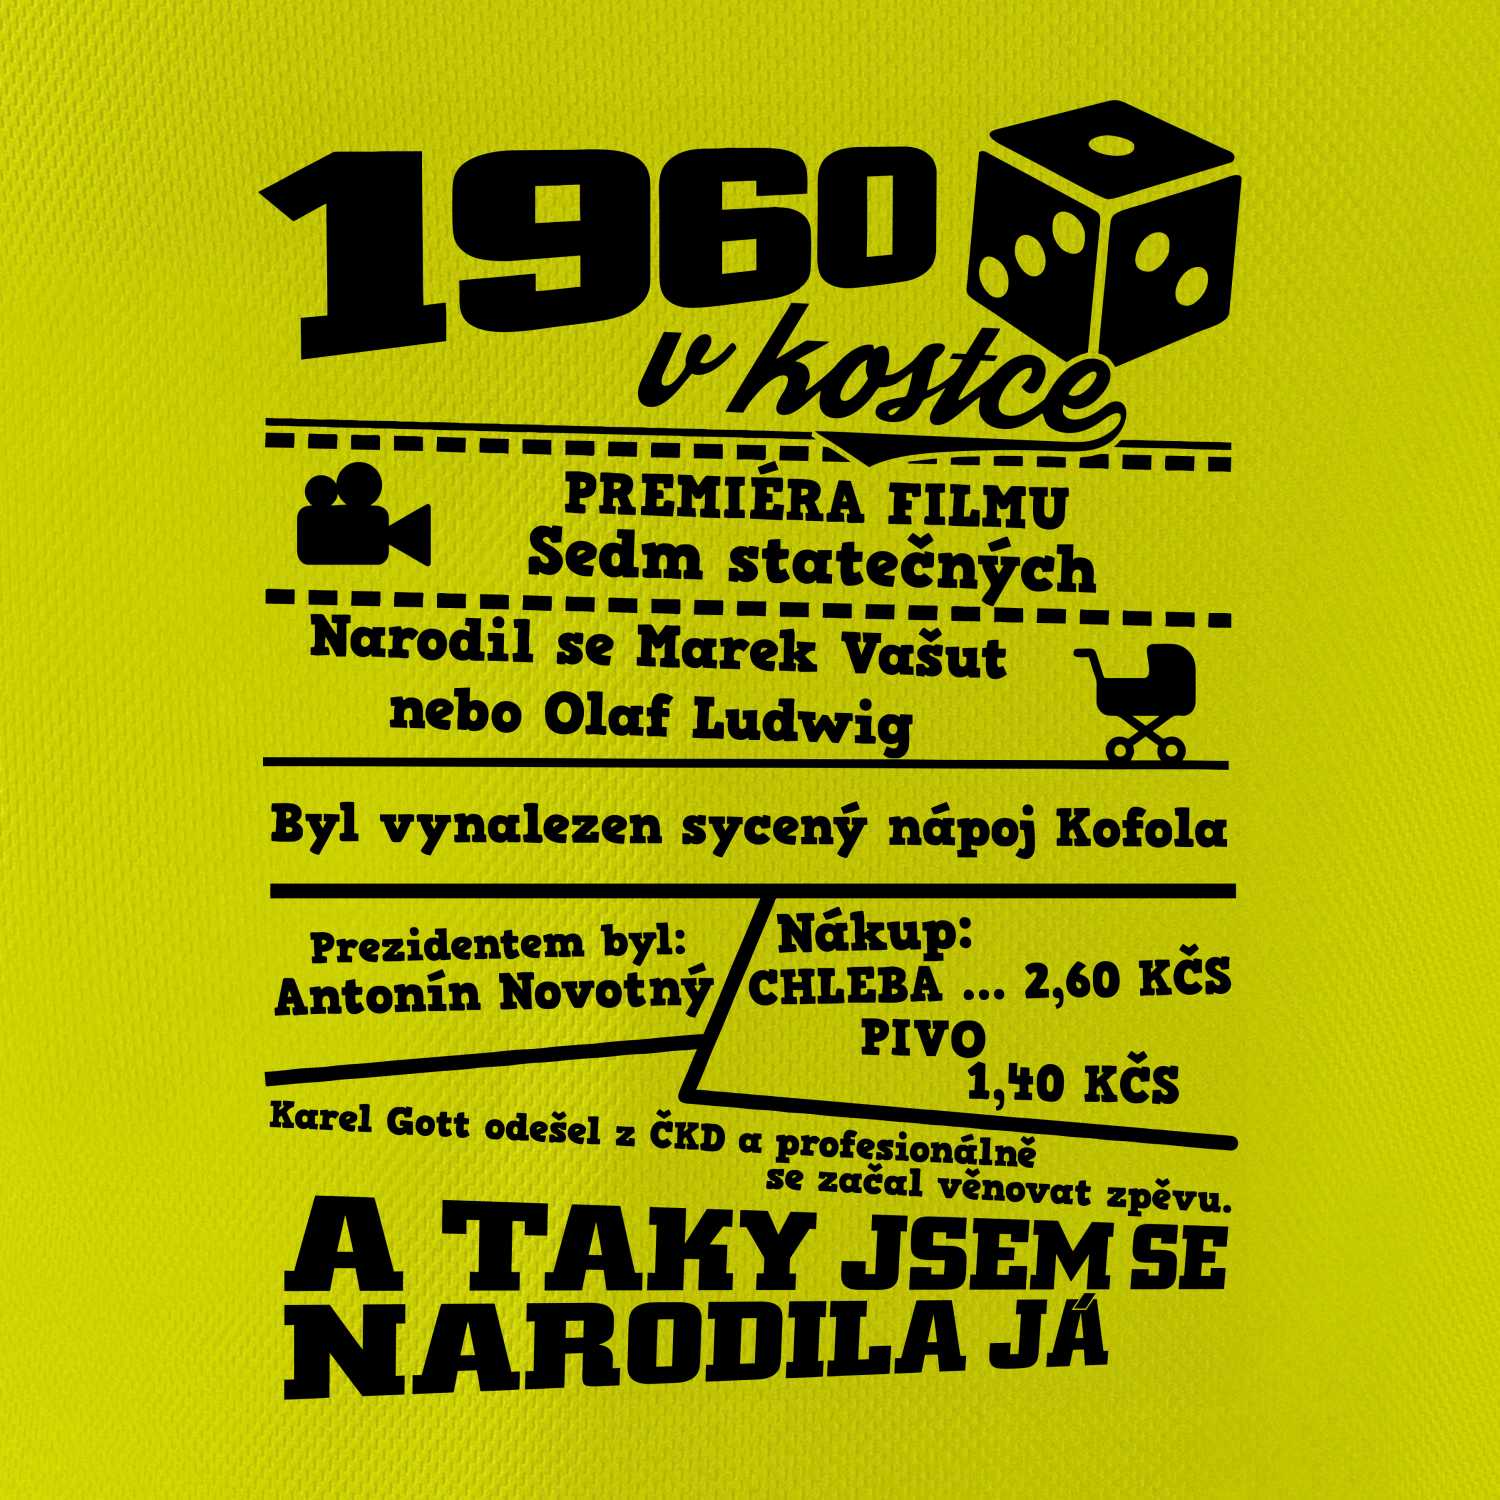 1960
v kostce
PREMIÉRA FILMU
Sedm statečných
Narodil se Marek Vašut
nebo Olaf Ludwig
Byl vynalezen sycený nápoj Kofola
Prezidentem byl:
Antonín Novotný
Nákup:
CHLEBA ... 2,60 KČS
PIVO
1,40 KČS
Karel Gott odešel z ČKD a profesionálně
se začal věnovat zpěvu.
A TAKY JSEM SE
NARODILA JÁ